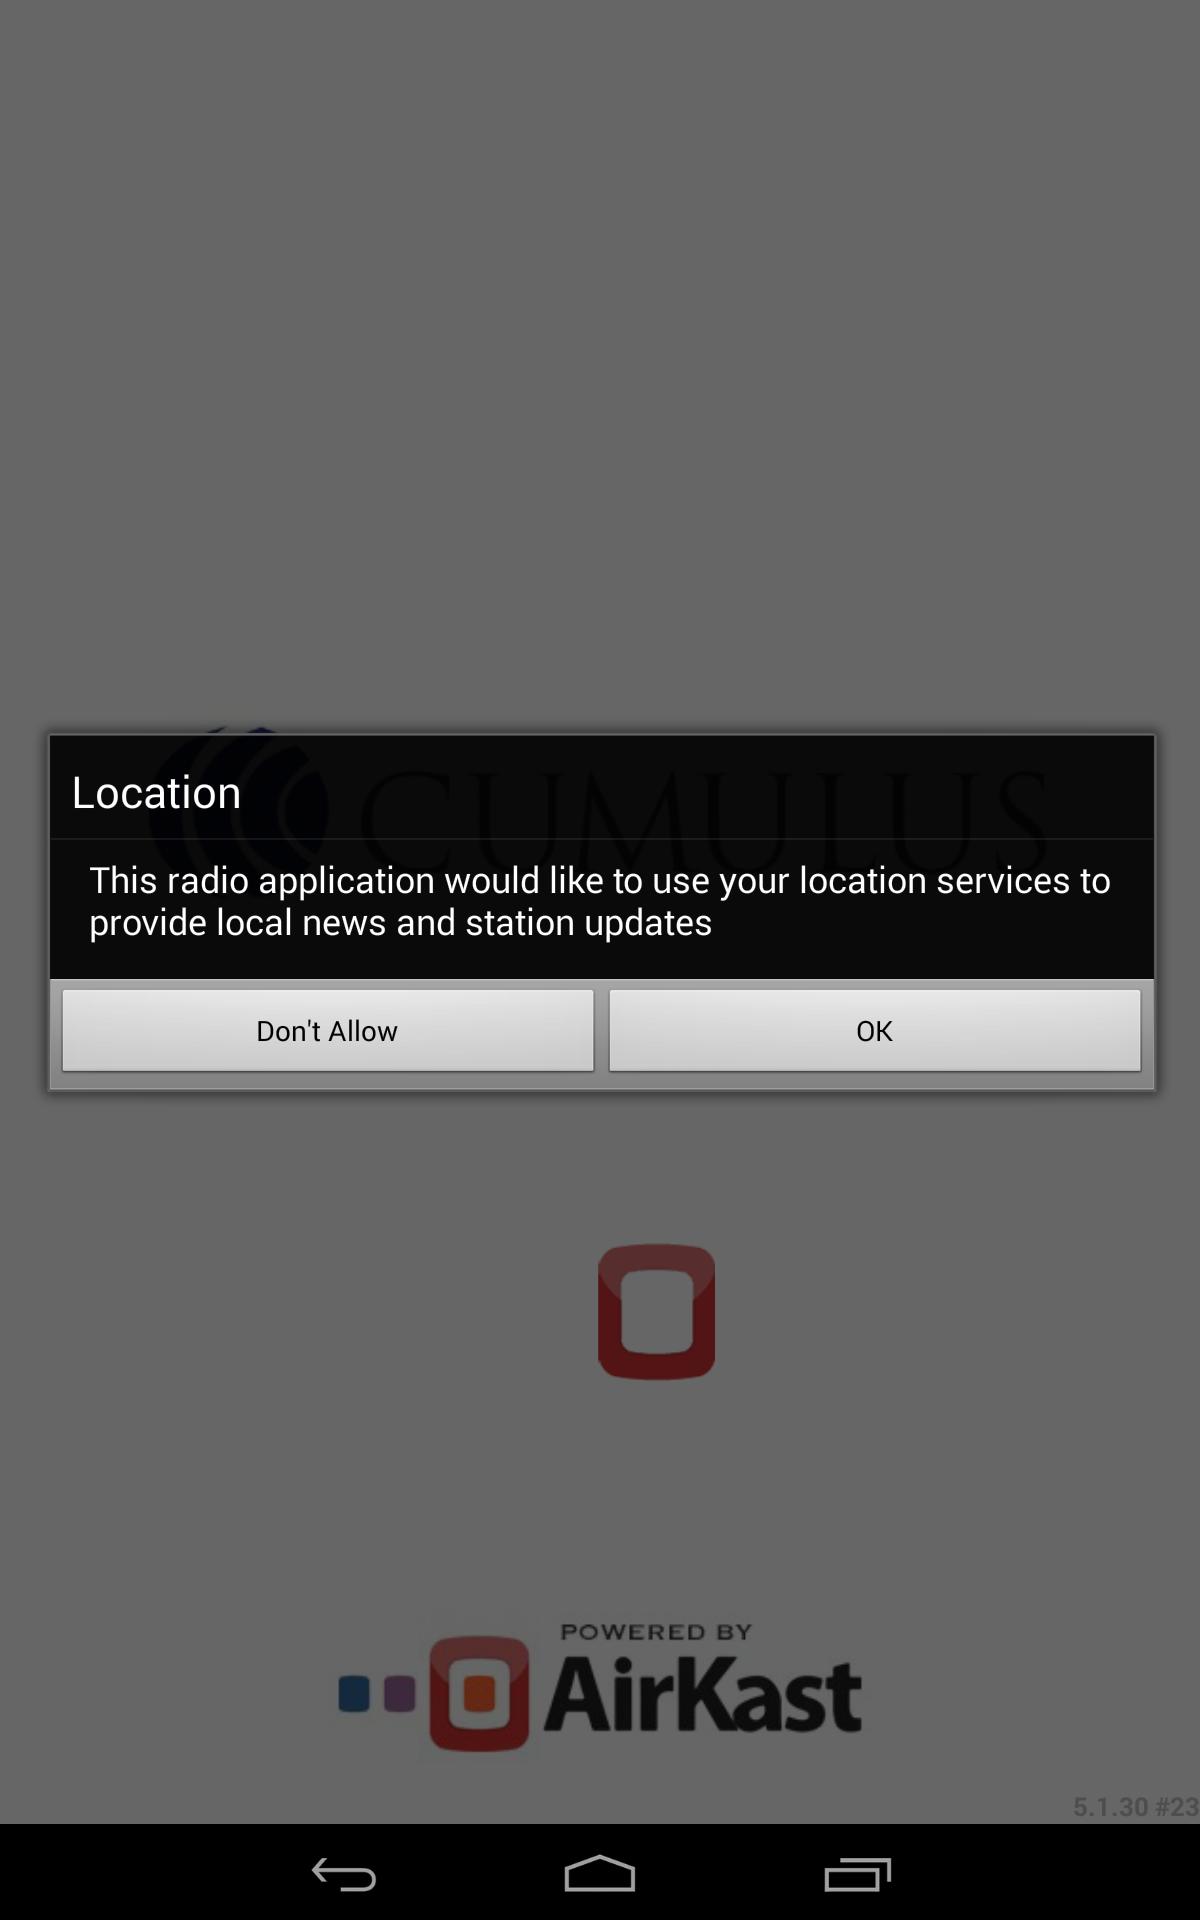 CUMULUS
Location
This radio application would like to use your location services to
provide local news and station updates
Don't Allow
OK
POWERED BY
AirKast
5.1.30 #23